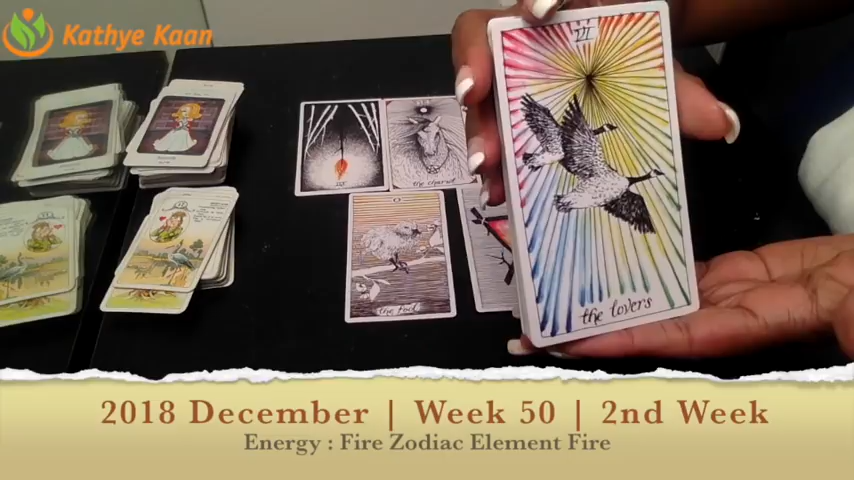 Kathye Kaan
VI
the lovers
VII
the chariot
0
the fool
2018 December | Week 50 | 2nd Week
Energy : Fire Zodiac Element Fire